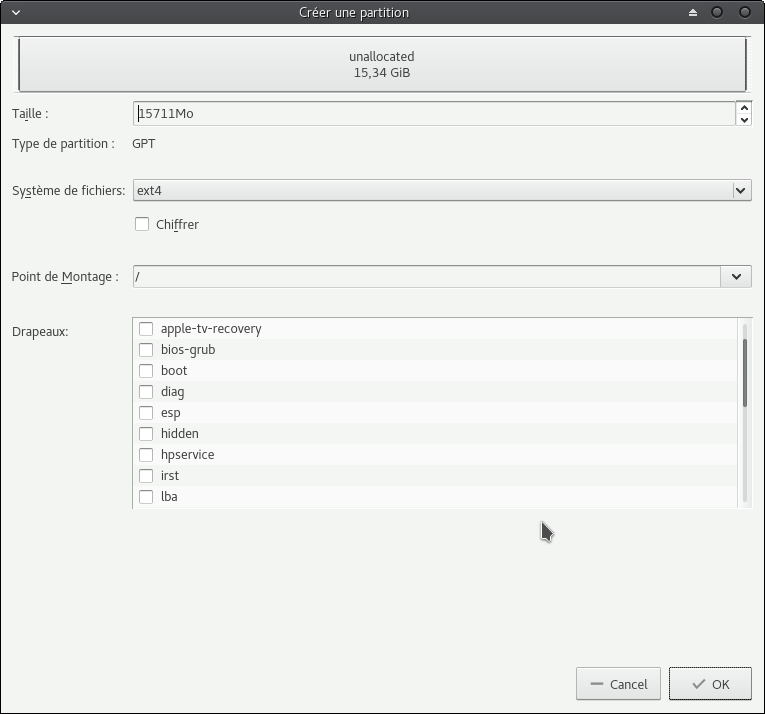 Créer une partition
unallocated
15,34 GiB
Taille : 15711Mo
Type de partition : GPT
Système de fichiers: ext4
Chiffrer
Point de Montage : /
Drapeaux:
apple-tv-recovery
bios-grub
boot
diag
esp
hidden
hpservice
irst
lba
Cancel OK